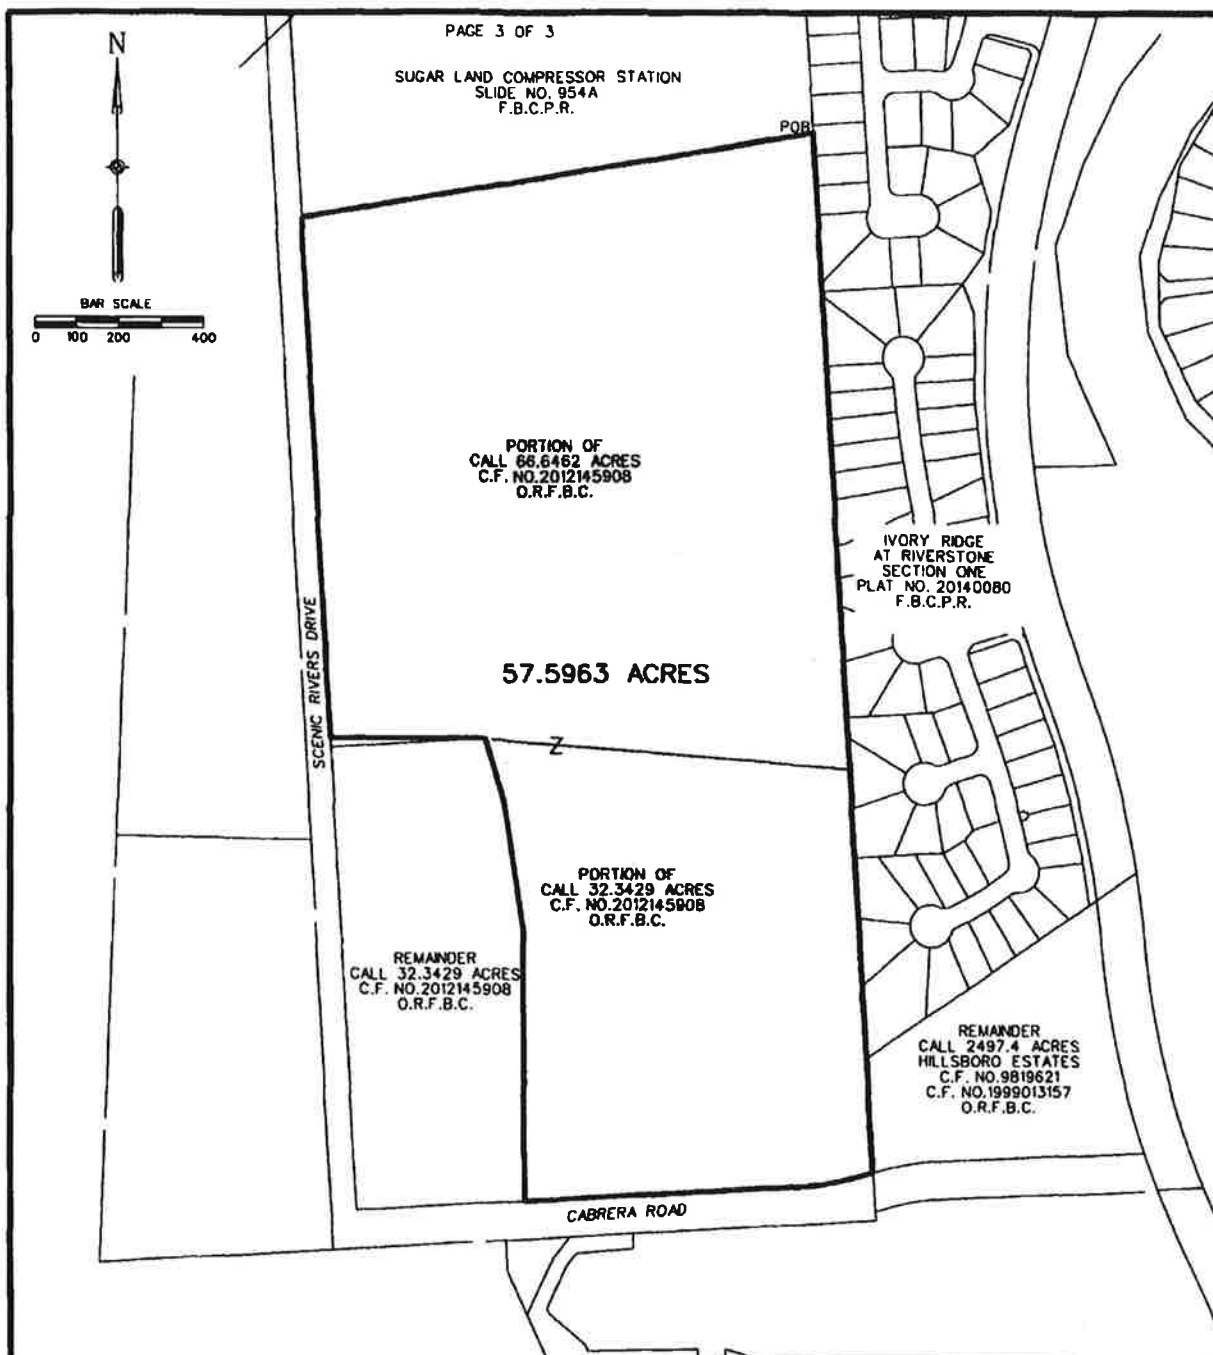 PAGE 3 OF 3
N
SUGAR LAND COMPRESSOR STATION
SLIDE NO. 954A
F.B.C.P.R.
POB
BAR SCALE
0 100 200 400
PORTION OF
CALL 66.6462 ACRES
C.F. NO.2012145908
O.R.F.B.C.
IVORY RIDGE
AT RIVERSTONE
SECTION ONE
PLAT NO. 20140080
F.B.C.P.R.
SCENIC RIVERS DRIVE
57.5963 ACRES
Z
PORTION OF
CALL 32.3429 ACRES
C.F. NO.2012145908
O.R.F.B.C.
REMAINDER
CALL 32.3429 ACRES
C.F. NO.2012145908
O.R.F.B.C.
REMAINDER
CALL 2497.4 ACRES
HILLSBORO ESTATES
C.F. NO.9819621
C.F. NO.1999013157
O.R.F.B.C.
CABRERA ROAD